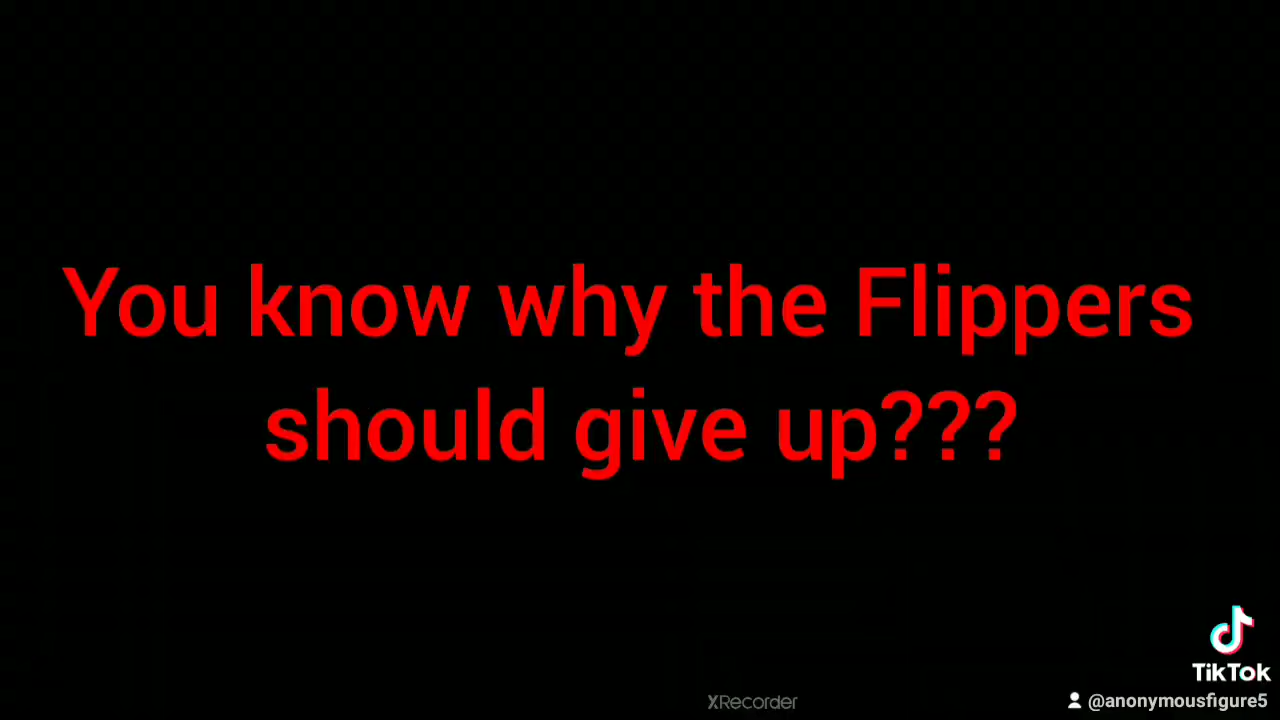 You know why the Flippers
should give up???
TikTok
XRecorder
@anonymousfigure5